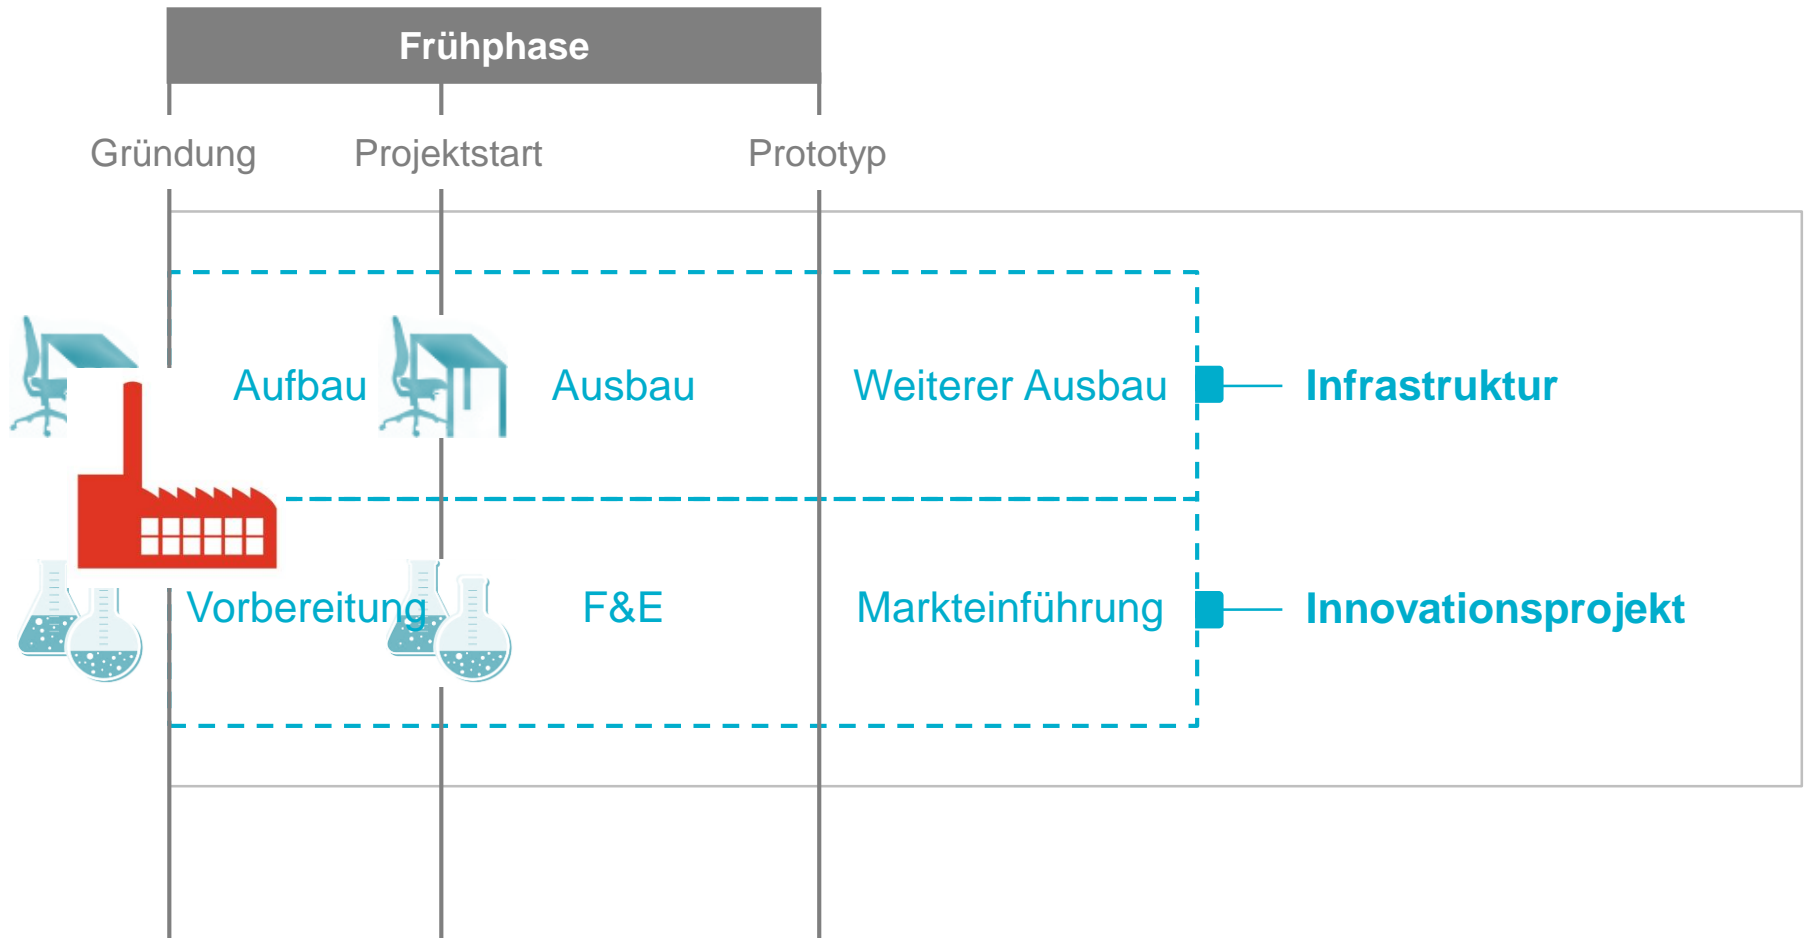 Frühphase
Gründung Projektstart Prototyp
Aufbau Ausbau Weiterer Ausbau Infrastruktur
Vorbereitung F&E Markteinführung Innovationsprojekt